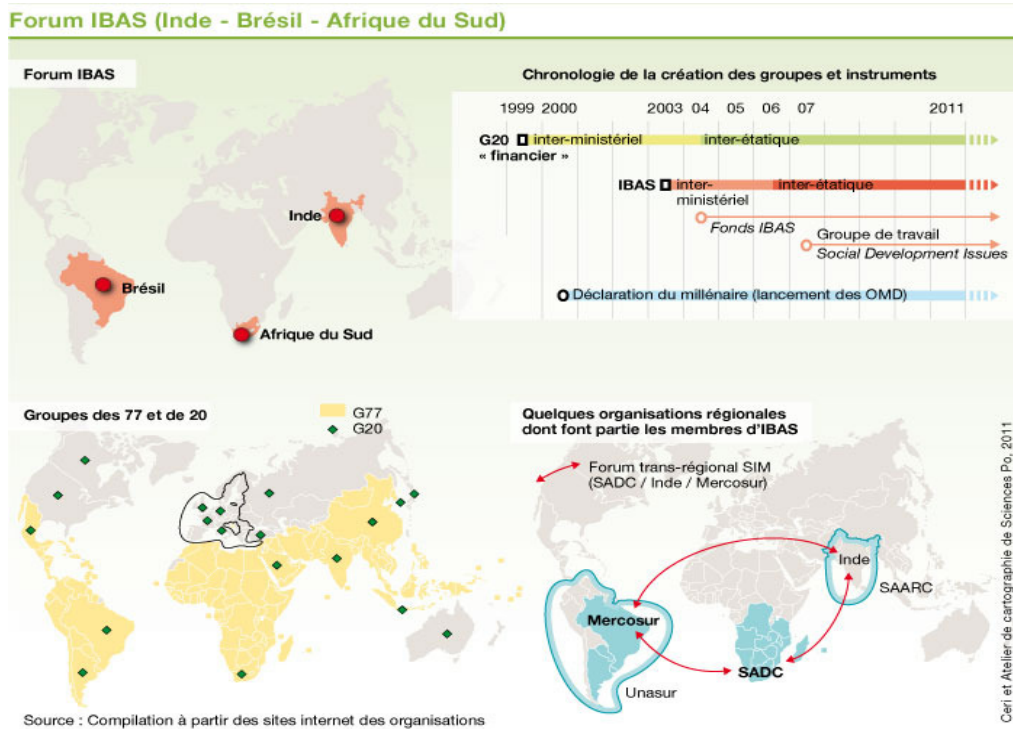 Forum IBAS (Inde - Brésil - Afrique du Sud)
Forum IBAS
Inde
Brésil
Afrique du Sud
Chronologie de la création des groupes et instruments
1999 2000 2003 04 05 06 07 2011
G20 inter-ministériel inter-étatique
« financier »
IBAS inter- inter-étatique
ministériel
Fonds IBAS
Groupe de travail
Social Development Issues
Déclaration du millénaire (lancement des OMD)
Groupes des 77 et de 20
G77
G20
Quelques organisations régionales
dont font partie les membres d'IBAS
Forum trans-régional SIM
(SADC / Inde / Mercosur)
Inde
SAARC
Mercosur
SADC
Unasur
Source : Compilation à partir des sites internet des organisations
Ceri et Atelier de cartographie de Sciences Po, 2011